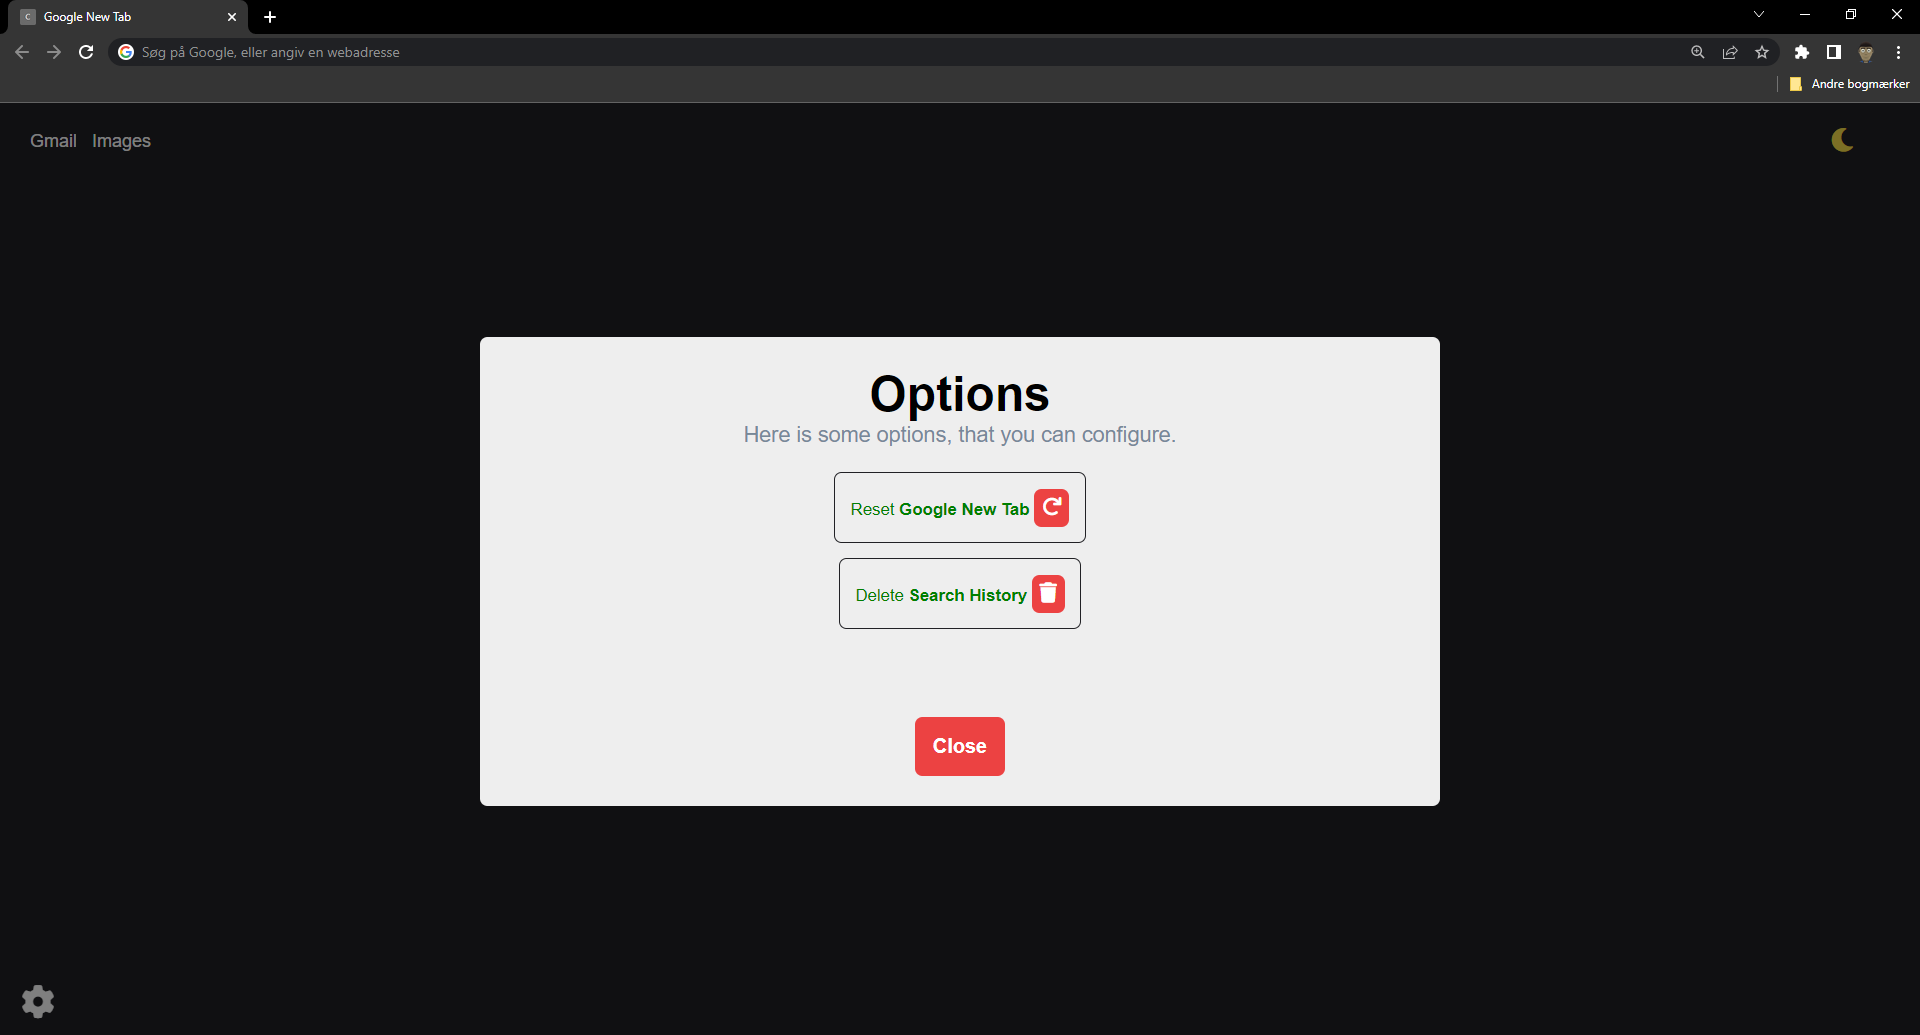 C Google New Tab
Søg på Google, eller angiv en webadresse
Andre bogmærker
Gmail Images
Options
Here is some options, that you can configure.
Reset Google New Tab
Delete Search History
Close